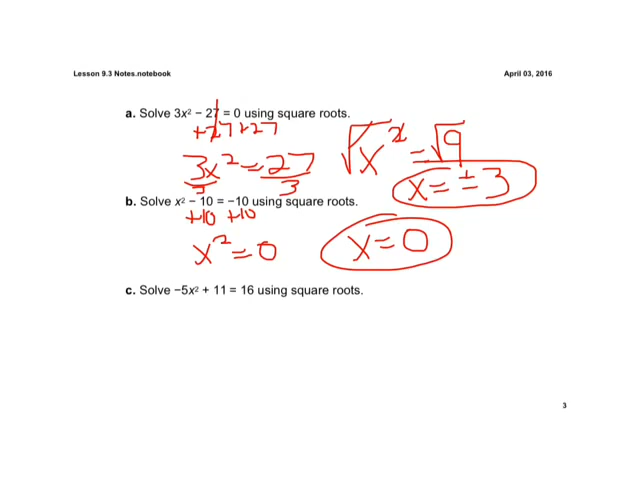 Lesson 9.3 Notes.notebook
April 03, 2016
a. Solve 3x² − 27 = 0 using square roots.
+27 +27
3x² = 27
3 3
√x² = √9
x = ± 3
b. Solve x² − 10 = −10 using square roots.
+10 +10
x² = 0
x = 0
c. Solve −5x² + 11 = 16 using square roots.
3